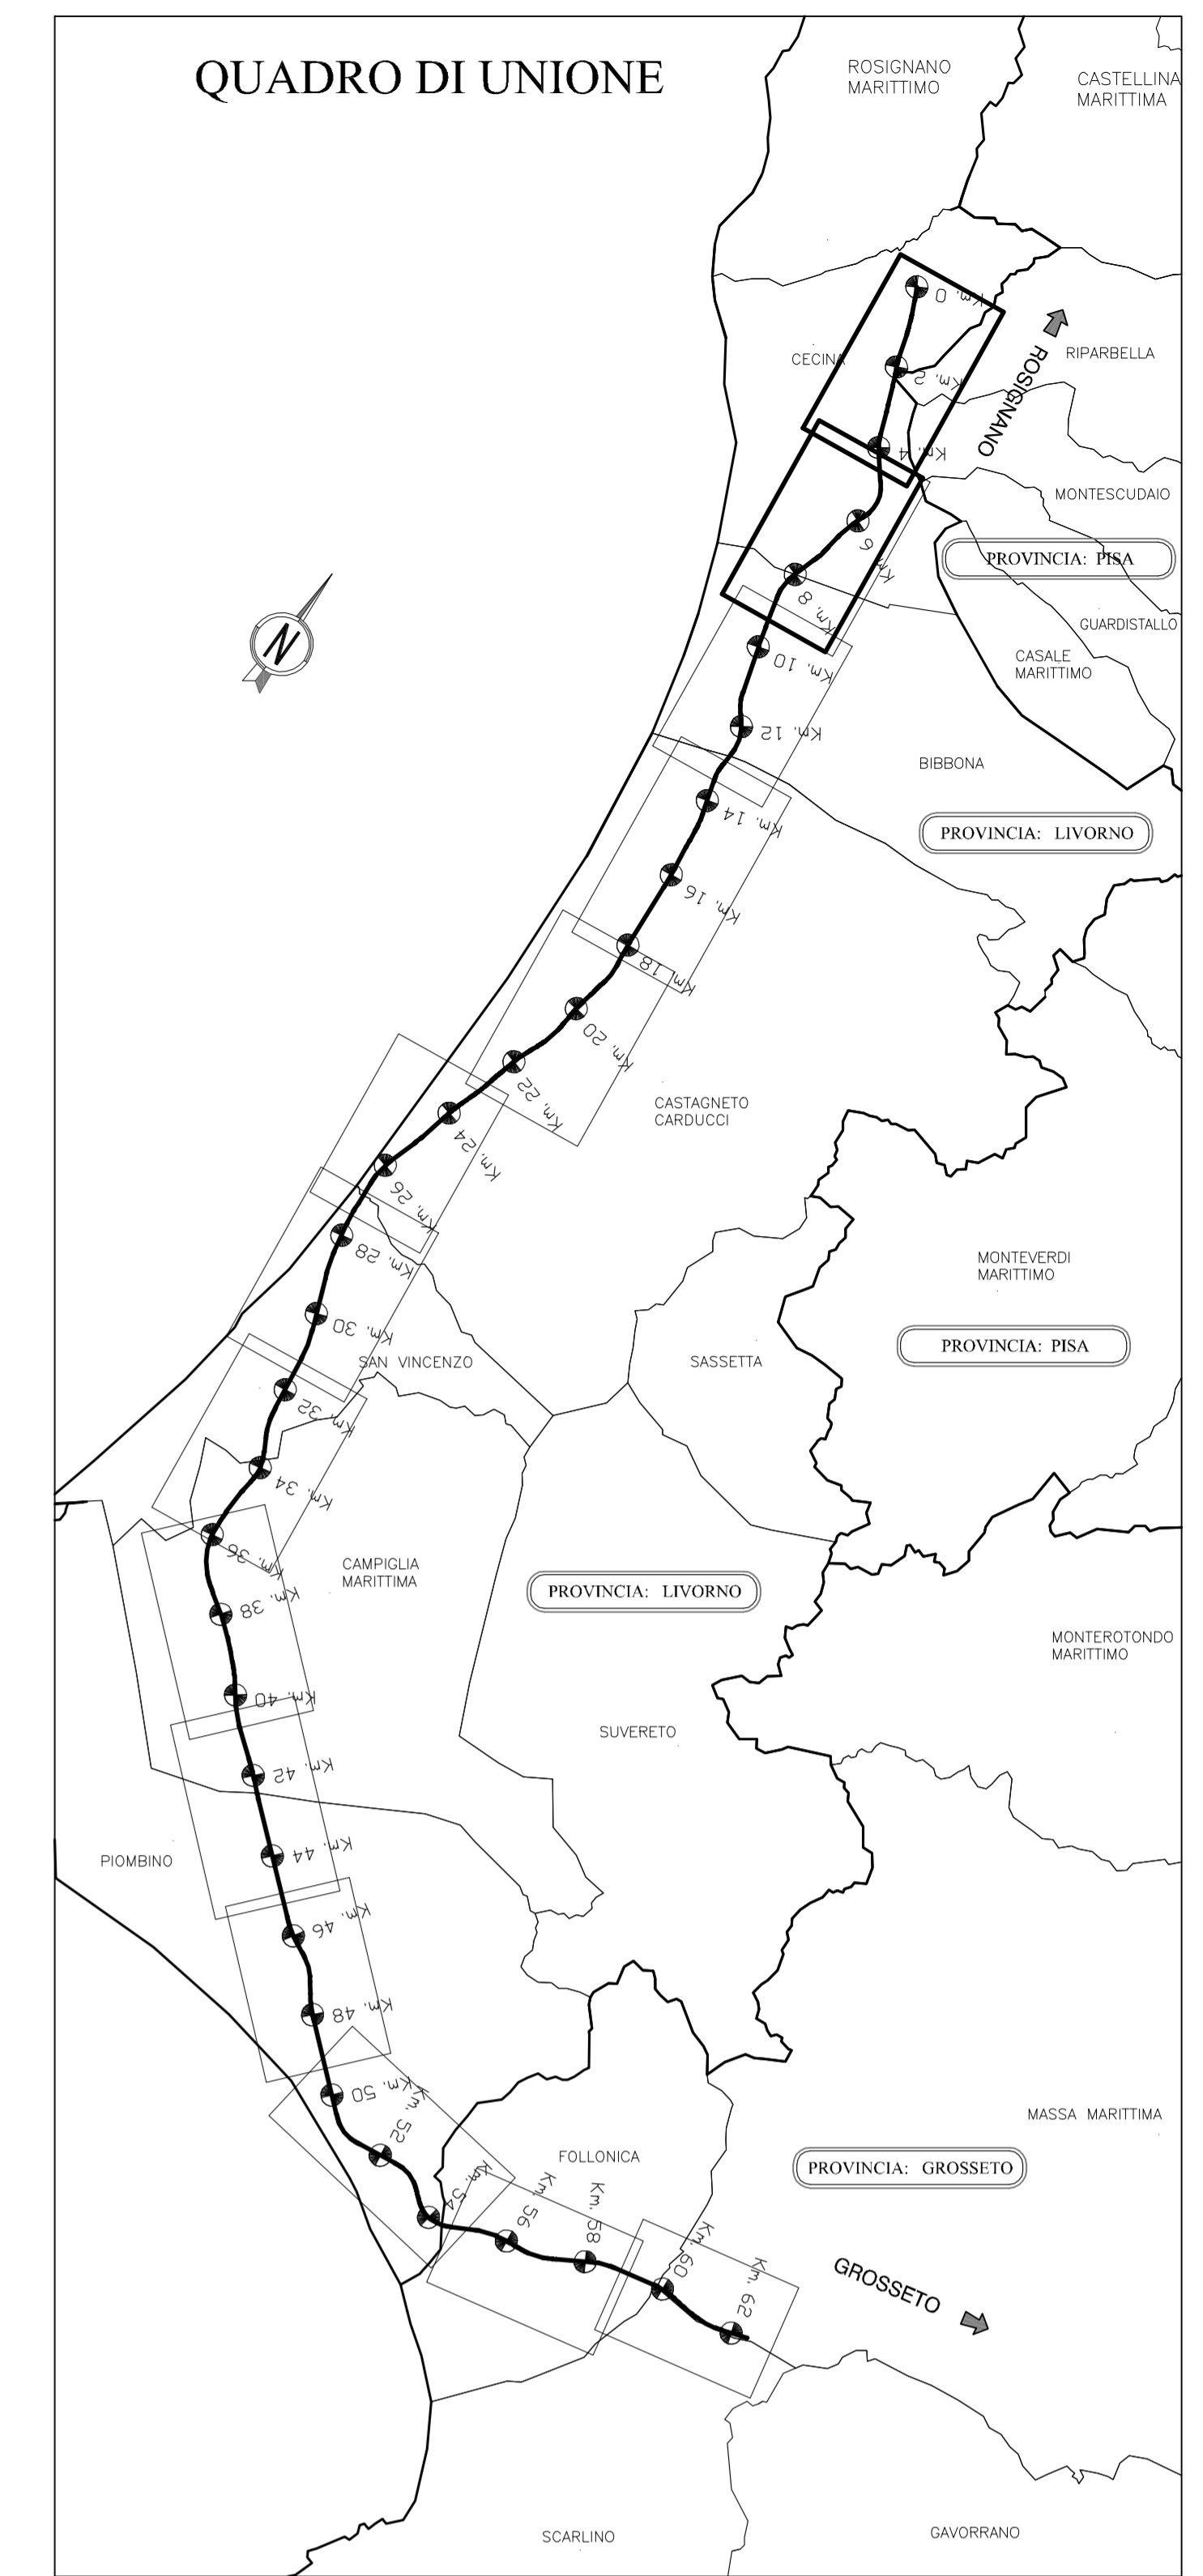 QUADRO DI UNIONE
ROSIGNANO
MARITTIMO
CASTELLINA
MARITTIMA
Km. 0
CECINA
Km. 2
RIPARBELLA
ROSIGNANO
Km. 4
MONTESCUDAIO
Km. 6
PROVINCIA: PISA
Km. 8
GUARDISTALLO
CASALE
MARITTIMO
N
Km. 10
Km. 12
BIBBONA
Km. 14
PROVINCIA: LIVORNO
Km. 16
Km. 18
Km. 20
Km. 22
CASTAGNETO
CARDUCCI
Km. 24
Km. 26
Km. 28
MONTEVERDI
MARITTIMO
Km. 30
PROVINCIA: PISA
SAN VINCENZO
SASSETTA
Km. 32
Km. 34
Km. 36
CAMPIGLIA
MARITTIMA
PROVINCIA: LIVORNO
Km. 38
MONTEROTONDO
MARITTIMO
Km. 40
SUVERETO
Km. 42
Km. 44
PIOMBINO
Km. 46
Km. 48
Km. 50
Km. 52
MASSA MARITTIMA
FOLLONICA
PROVINCIA: GROSSETO
Km. 54
Km. 56
Km. 58
Km. 60
Km. 62
GROSSETO
SCARLINO
GAVORRANO